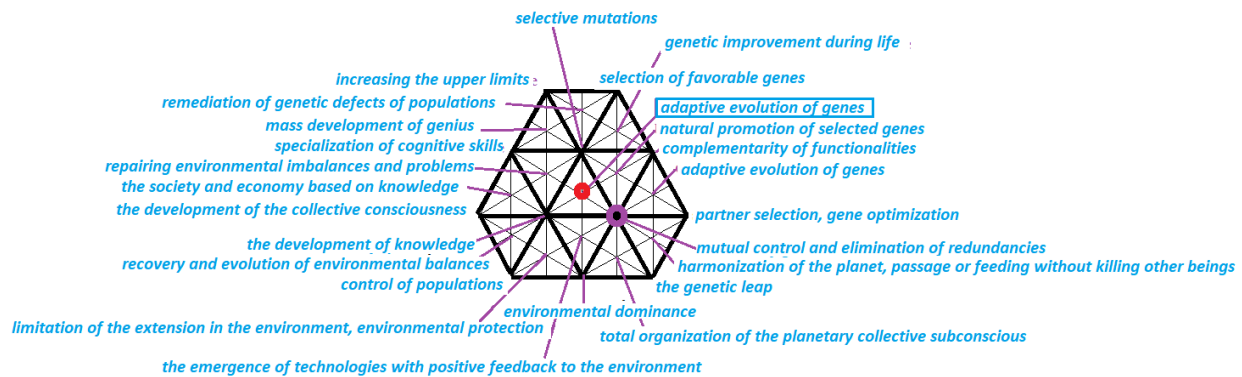 selective mutations
genetic improvement during life
increasing the upper limits
selection of favorable genes
remediation of genetic defects of populations
adaptive evolution of genes
mass development of genius
natural promotion of selected genes
specialization of cognitive skills
complementarity of functionalities
repairing environmental imbalances and problems
adaptive evolution of genes
the society and economy based on knowledge
the development of the collective consciousness
partner selection, gene optimization
the development of knowledge
mutual control and elimination of redundancies
recovery and evolution of environmental balances
harmonization of the planet, passage or feeding without killing other beings
control of populations
the genetic leap
environmental dominance
limitation of the extension in the environment, environmental protection
total organization of the planetary collective subconscious
the emergence of technologies with positive feedback to the environment